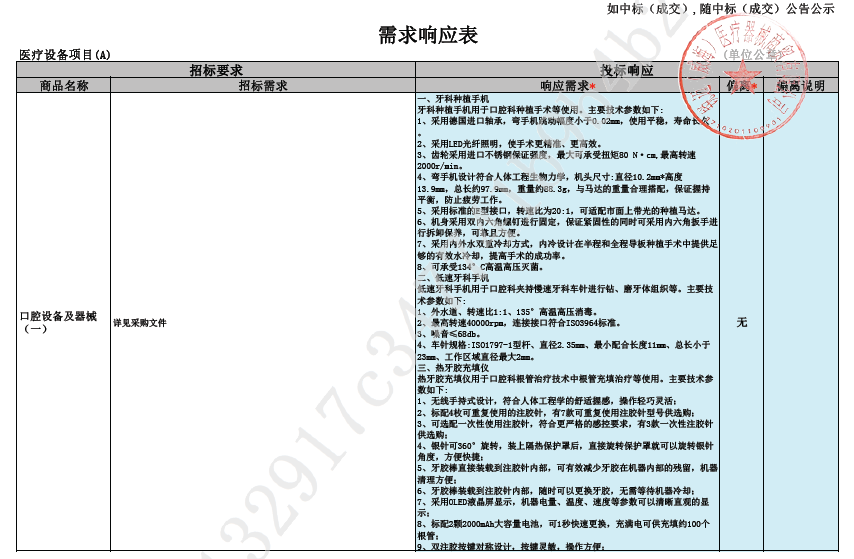 如中标（成交）,随中标（成交）公告公示
需求响应表
医疗设备项目(A)
(单位公章)
招标要求
投标响应
商品名称
招标需求
响应需求*
偏离*
偏离说明
口腔设备及器械
（一）
详见采购文件
一、牙科种植手机
牙科种植手机用于口腔科种植手术等使用。主要技术参数如下:
1、采用德国进口轴承，弯手机跳动幅度小于0.02mm，使用平稳，寿命长久
。
2、采用LED光纤照明，使手术更精准、更高效。
3、齿轮采用进口不锈钢保证强度，最大可承受扭矩80 N·cm,最高转速
2000r/min。
4、弯手机设计符合人体工程生物力学，机头尺寸:直径10.2mm*高度
13.9mm，总长约97.9mm，重量约88.3g，与马达的重量合理搭配，保证握持
平衡，防止疲劳工作。
5、采用标准的E型接口，转速比为20:1，可适配市面上带光的种植马达。
6、机身采用双内六角螺钉进行固定，保证紧固性的同时可采用内六角扳手进
行拆卸保养，可靠且方便。
7、采用内外水双重冷却方式，内冷设计在半程和全程导板种植手术中提供足
够的有效水冷却，提高手术的成功率。
8、可承受134°C高温高压灭菌。
二、低速牙科手机
低速牙科手机用于口腔科夹持慢速牙科车针进行钻、磨牙体组织等。主要技
术参数如下:
1、外水道、转速比1:1、135°高温高压消毒。
2、最高转速40000rpm，连接接口符合ISO3964标准。
3、噪音≤68db。
4、车针规格:ISO1797-1型杆、直径2.35mm、最小配合长度11mm、总长小于
23mm、工作区域直径最大2mm。
三、热牙胶充填仪
热牙胶充填仪用于口腔科根管治疗技术中根管充填治疗等使用。主要技术参
数如下:
1、无线手持式设计，符合人体工程学的舒适握感，操作轻巧灵活;
2、标配4枚可重复使用的注胶针，有7款可重复使用注胶针型号供选购;
3、可选配一次性使用注胶针，符合更严格的感控要求，有3款一次性注胶针
供选购;
4、银针可360°旋转，装上隔热保护罩后，直接旋转保护罩就可以旋转银针
角度，方便快捷;
5、牙胶棒直接装载到注胶针内部，可有效减少牙胶在机器内部的残留，机器
清理方便;
6、牙胶棒装载到注胶针内部，随时可以更换牙胶，无需等待机器冷却;
7、采用OLED液晶屏显示，机器电量、温度、速度等参数可以清晰直观的显
示;
8、标配2颗2000mAh大容量电池，可1秒快速更换，充满电可供充填约100个
根管;
9、双注胶按键对称设计，按键灵敏，操作方便;
无